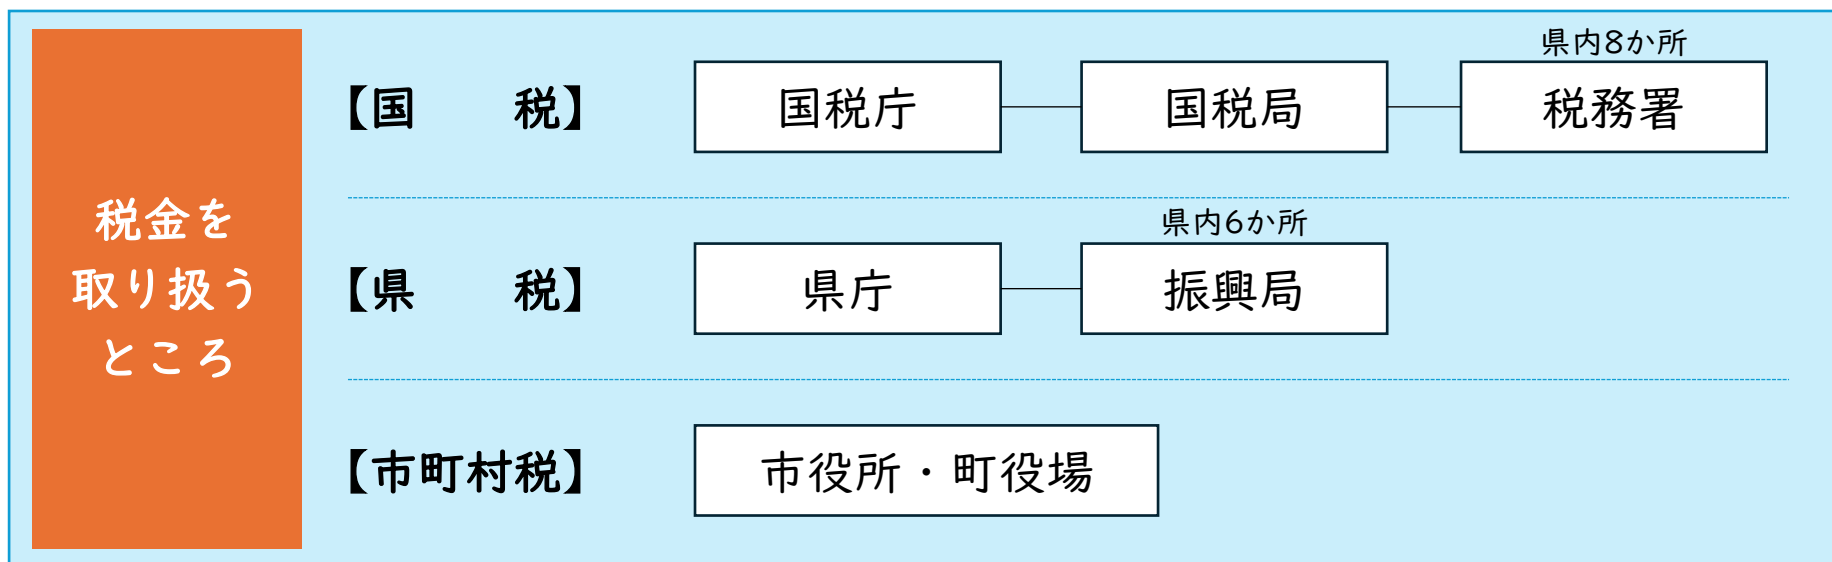 税金を
取り扱う
ところ
【国　税】
国税庁
国税局
県内8か所
税務署
【県　税】
県庁
県内6か所
振興局
【市町村税】
市役所・町役場